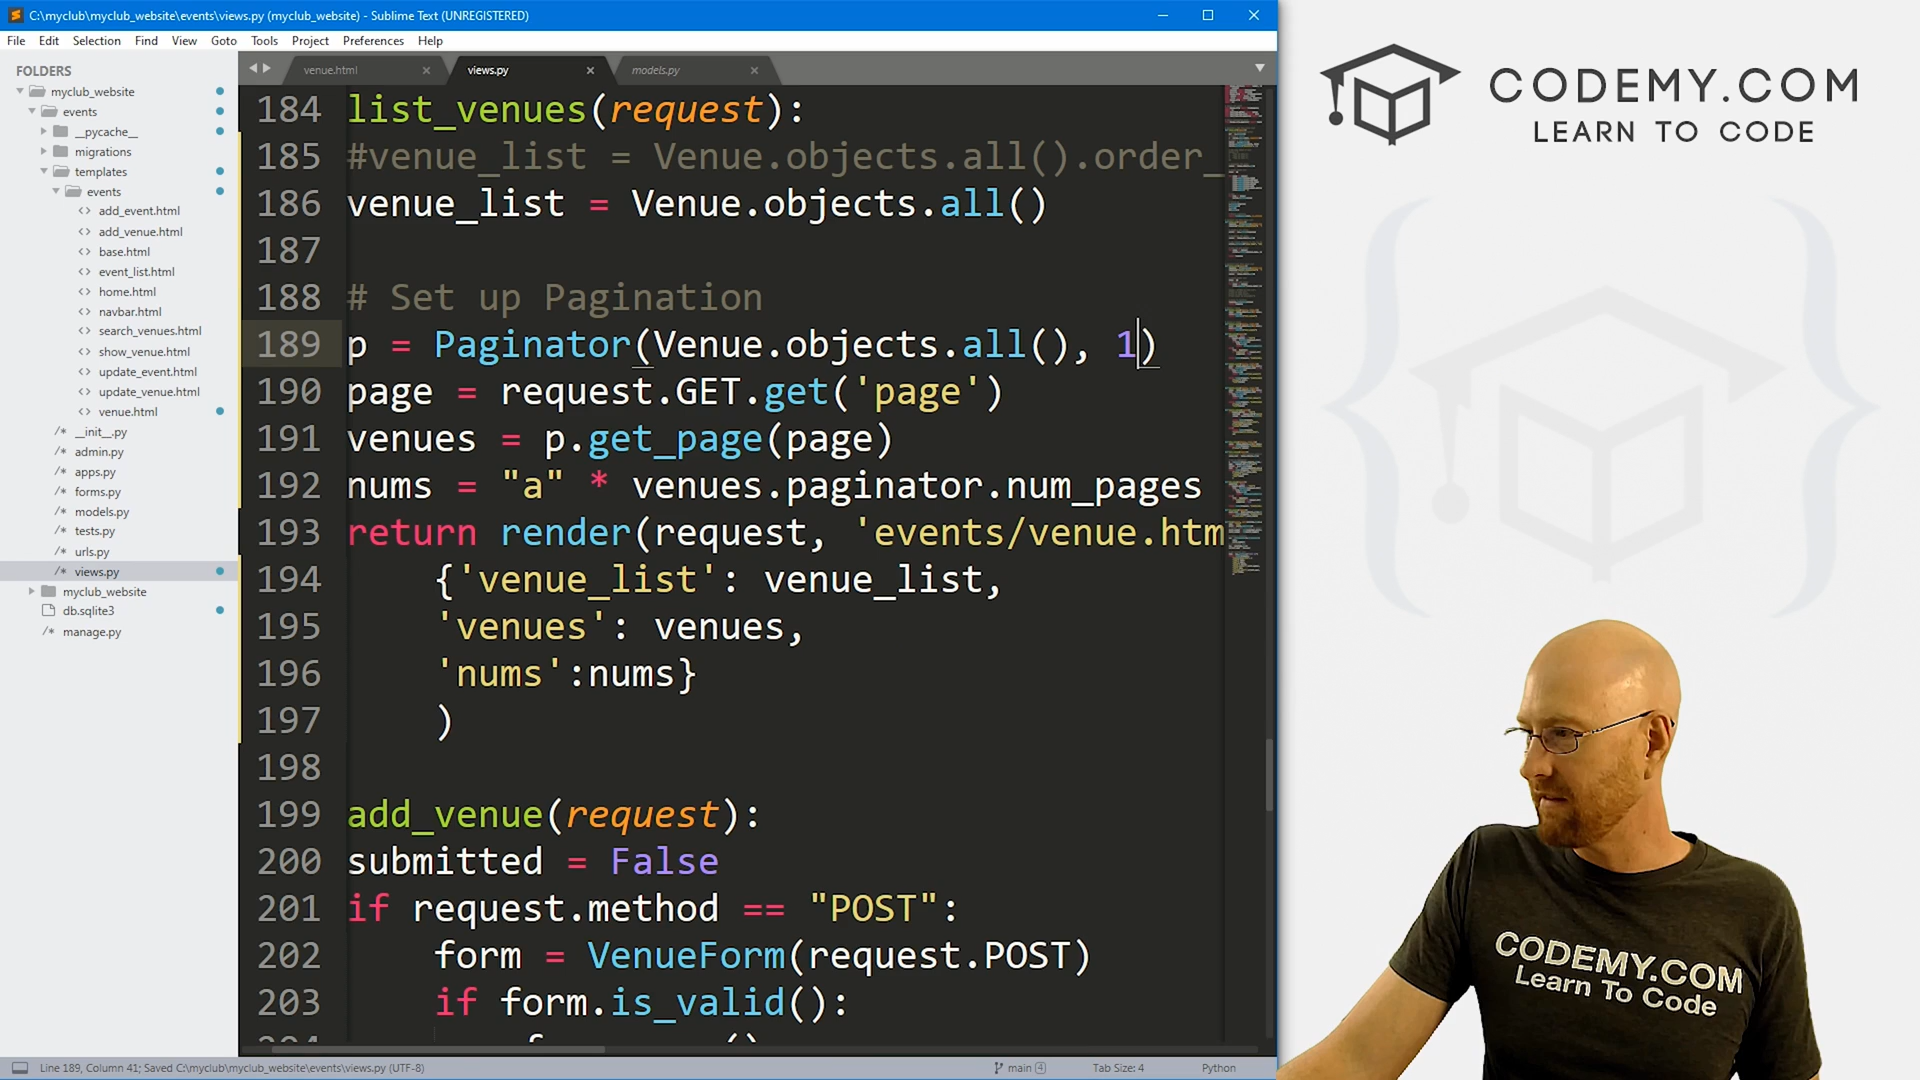 C:\myclub\myclub_website\events\views.py (myclub_website) - Sublime Text (UNREGISTERED)
File Edit Selection Find View Goto Tools Project Preferences Help
FOLDERS
myclub_website
events
__pycache__
migrations
templates
events
add_event.html
add_venue.html
base.html
event_list.html
home.html
navbar.html
search_venues.html
show_venue.html
update_event.html
update_venue.html
venue.html
__init__.py
admin.py
apps.py
forms.py
models.py
tests.py
urls.py
views.py
myclub_website
db.sqlite3
manage.py
venue.html views.py models.py
184 list_venues(request):
185 #venue_list = Venue.objects.all().order_
186 venue_list = Venue.objects.all()
187
188 # Set up Pagination
189 p = Paginator(Venue.objects.all(), 1)
190 page = request.GET.get('page')
191 venues = p.get_page(page)
192 nums = "a" * venues.paginator.num_pages
193 return render(request, 'events/venue.htm
194 {'venue_list': venue_list,
195 'venues': venues,
196 'nums':nums}
197 )
198
199 add_venue(request):
200 submitted = False
201 if request.method == "POST":
202 form = VenueForm(request.POST)
203 if form.is_valid():
Line 189, Column 41; Saved C:\myclub\myclub_website\events\views.py (UTF-8) main 4 Tab Size: 4 Python
CODEMY.COM
LEARN TO CODE
CODEMY.COM
Learn To Code